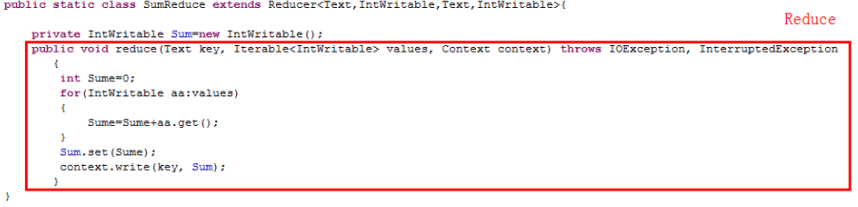 public static class SumReduce extends Reducer<Text,IntWritable,Text,IntWritable>{
Reduce
private IntWritable Sum=new IntWritable();
public void reduce(Text key, Iterable<IntWritable> values, Context context) throws IOException, InterruptedException
{
int Sume=0;
for(IntWritable aa:values)
{
Sume=Sume+aa.get();
}
Sum.set(Sume);
context.write(key, Sum);
}
}